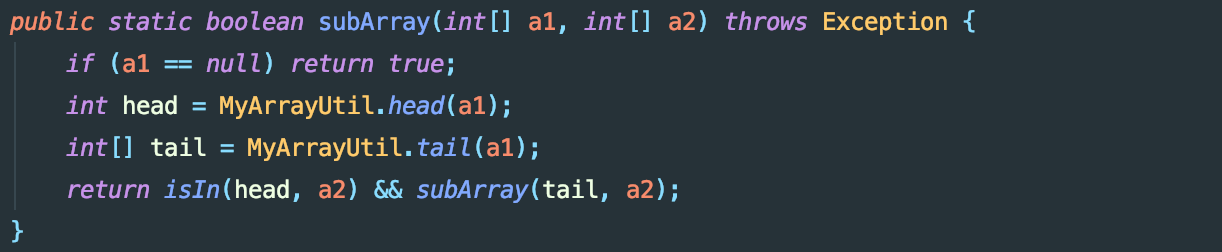 public static boolean subArray(int[] a1, int[] a2) throws Exception {
    if (a1 == null) return true;
    int head = MyArrayUtil.head(a1);
    int[] tail = MyArrayUtil.tail(a1);
    return isIn(head, a2) && subArray(tail, a2);
}